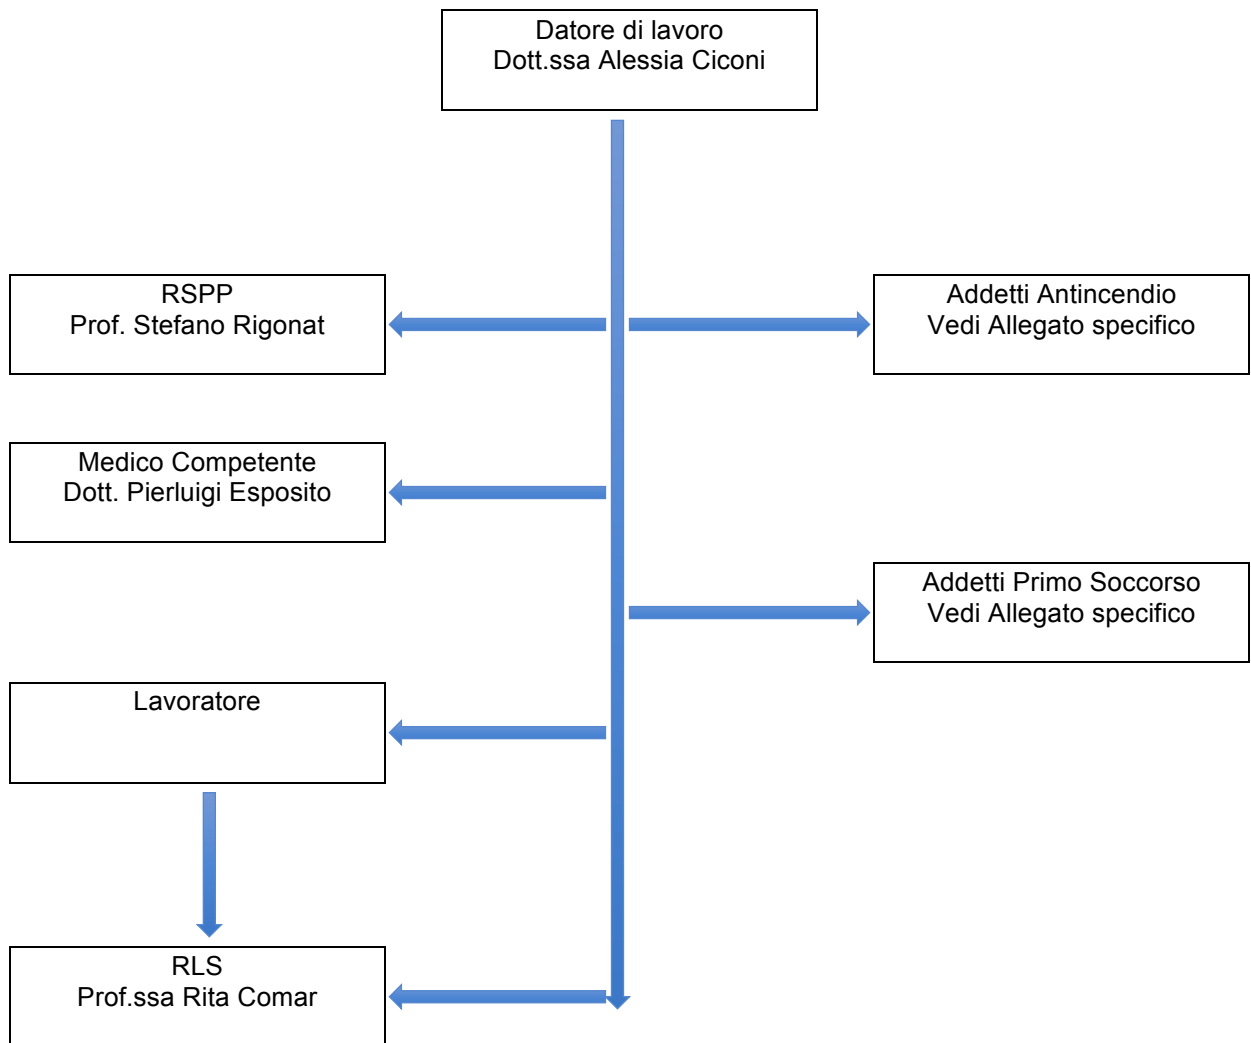 Datore di lavoro
Dott.ssa Alessia Ciconi
RSPP
Prof. Stefano Rigonat
Addetti Antincendio
Vedi Allegato specifico
Medico Competente
Dott. Pierluigi Esposito
Addetti Primo Soccorso
Vedi Allegato specifico
Lavoratore
RLS
Prof.ssa Rita Comar